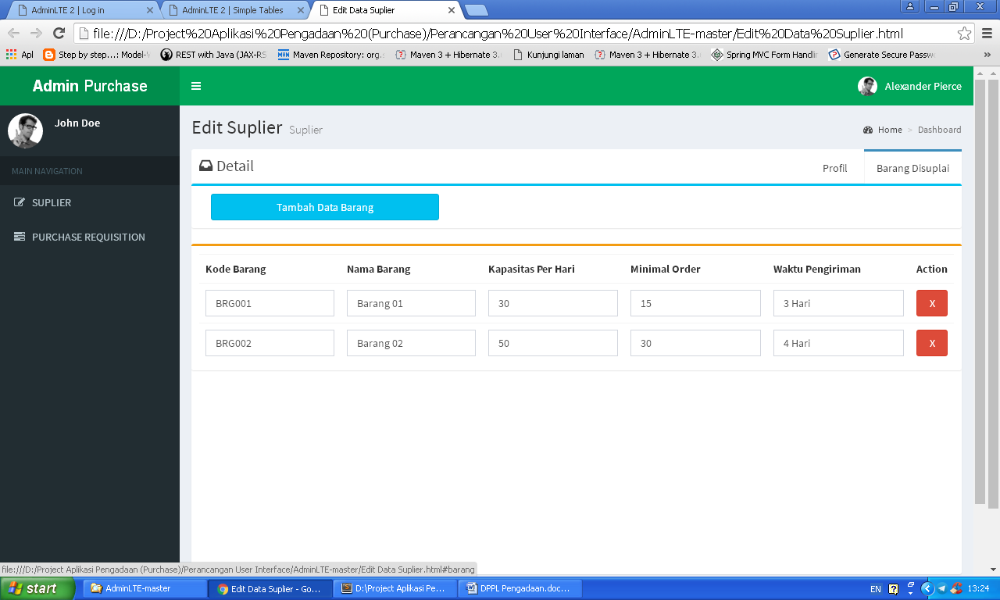 AdminLTE 2 | Log in
AdminLTE 2 | Simple Tables
Edit Data Suplier
file:///D:/Project%20Aplikasi%20Pengadaan%20(Purchase)/Perancangan%20User%20Interface/AdminLTE-master/Edit%20Data%20Suplier.html
Apl
Step by step...: Model-V
REST with Java (JAX-RS
Maven Repository: org.s
Maven 3 + Hibernate 3.
Kunjungi laman
Maven 3 + Hibernate 3.
Spring MVC Form Handlin
Generate Secure Passw
»
Admin Purchase
Alexander Pierce
John Doe
MAIN NAVIGATION
SUPLIER
PURCHASE REQUISITION
Edit Suplier Suplier
Home > Dashboard
Detail
Profil
Barang Disuplai
Tambah Data Barang
Kode Barang Nama Barang Kapasitas Per Hari Minimal Order Waktu Pengiriman Action
BRG001 Barang 01 30 15 3 Hari X
BRG002 Barang 02 50 30 4 Hari X
file:///D:/Project Aplikasi Pengadaan (Purchase)/Perancangan User Interface/AdminLTE-master/Edit Data Suplier.html#barang
start
AdminLTE-master
Edit Data Suplier - Go...
D:\Project Aplikasi Pe...
DPPL Pengadaan.doc...
EN
13:24